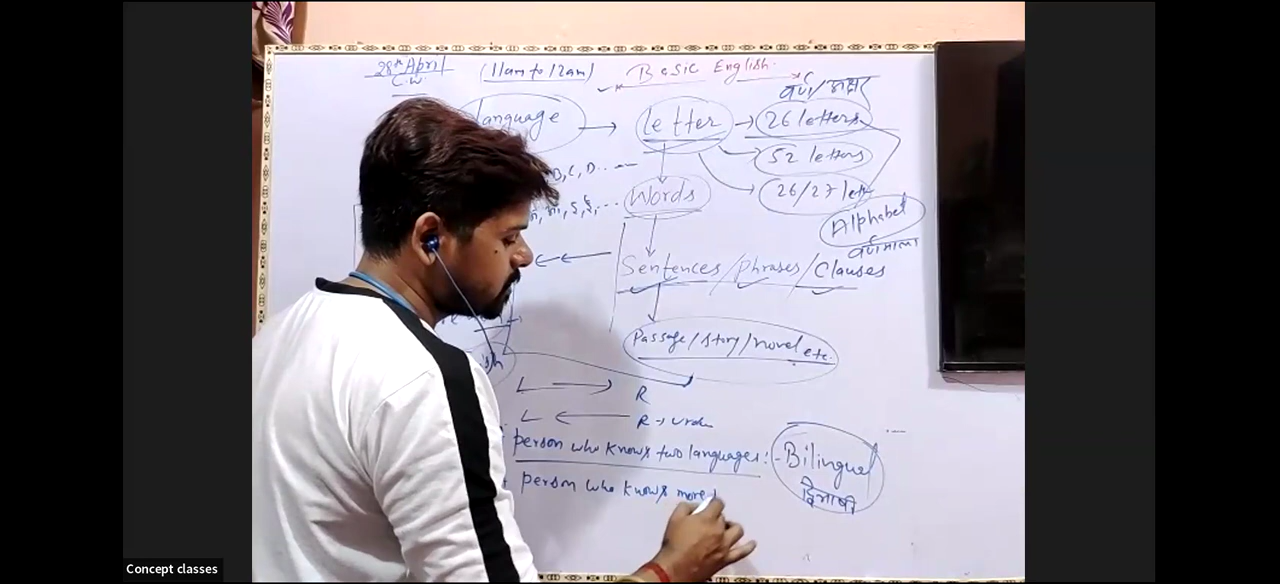 28th April (11am to 12am) Basic English.
C.W.
वर्ण/अक्षर
language → letter → 26 letters
52 letters
D, C, D...
Words
26/27 lett
Alphabet
वर्णमाला
Sentences/Phrases/Clauses
Passage/story/novel etc.
L → R
L ← R → Urdu
person who knows two languages:- Bilingual
द्विभाषी
person who knows more
Concept classes